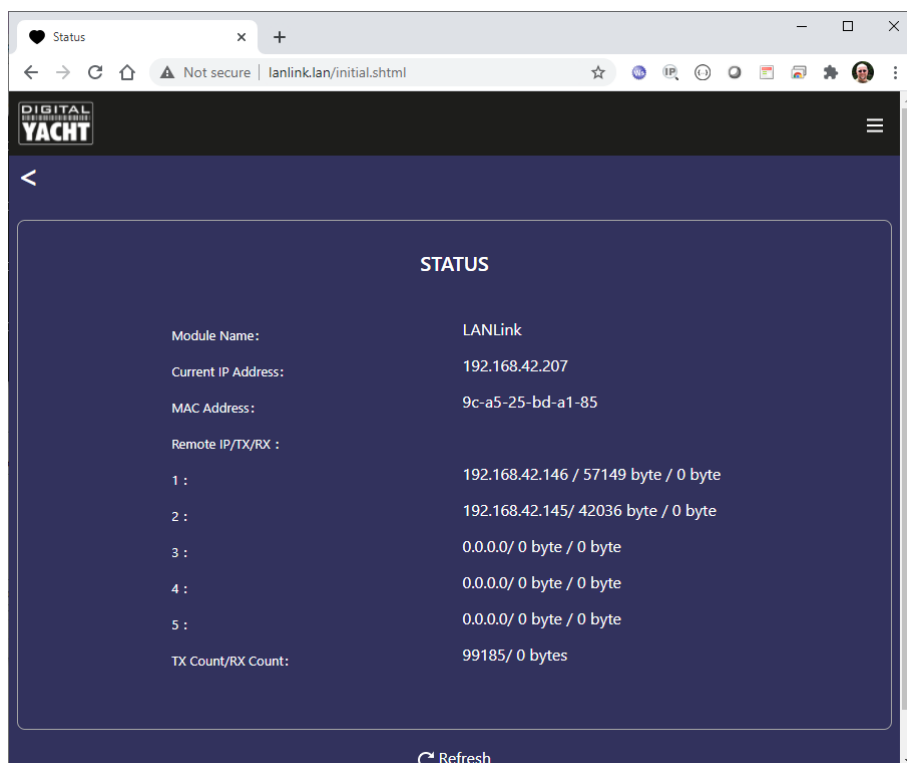 Status
Not secure
lanlink.lan/initial.shtml
IP
DIGITAL
YACHT
<
STATUS
Module Name: LANLink
Current IP Address: 192.168.42.207
MAC Address: 9c-a5-25-bd-a1-85
Remote IP/TX/RX :
1 : 192.168.42.146 / 57149 byte / 0 byte
2 : 192.168.42.145/ 42036 byte / 0 byte
3 : 0.0.0.0/ 0 byte / 0 byte
4 : 0.0.0.0/ 0 byte / 0 byte
5 : 0.0.0.0/ 0 byte / 0 byte
TX Count/RX Count: 99185/ 0 bytes
Refresh